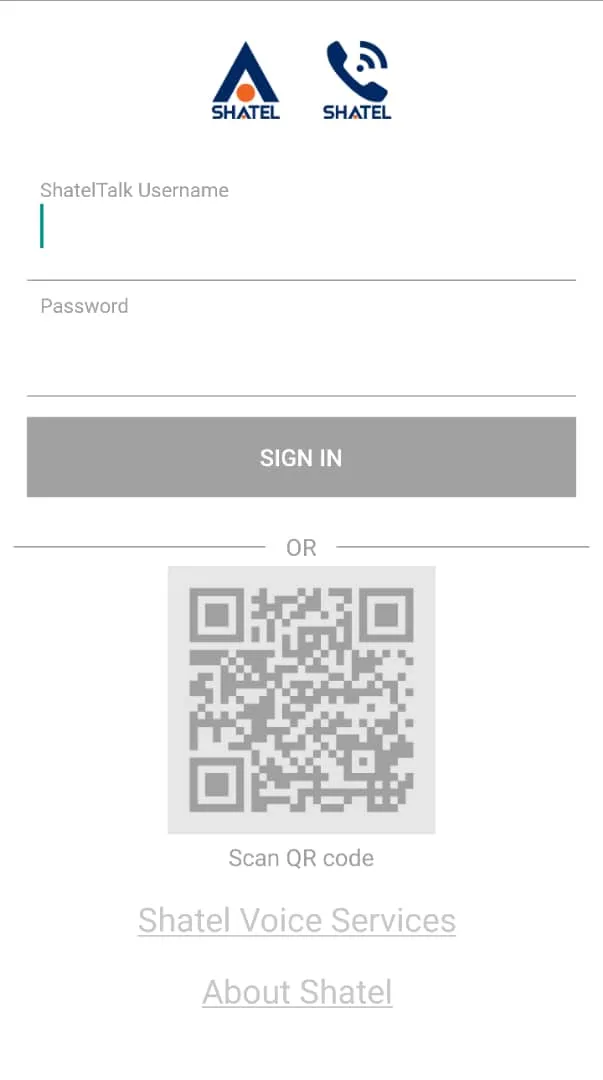 SHATEL SHATEL
ShatelTalk Username
Password
SIGN IN
OR
Scan QR code
Shatel Voice Services
About Shatel